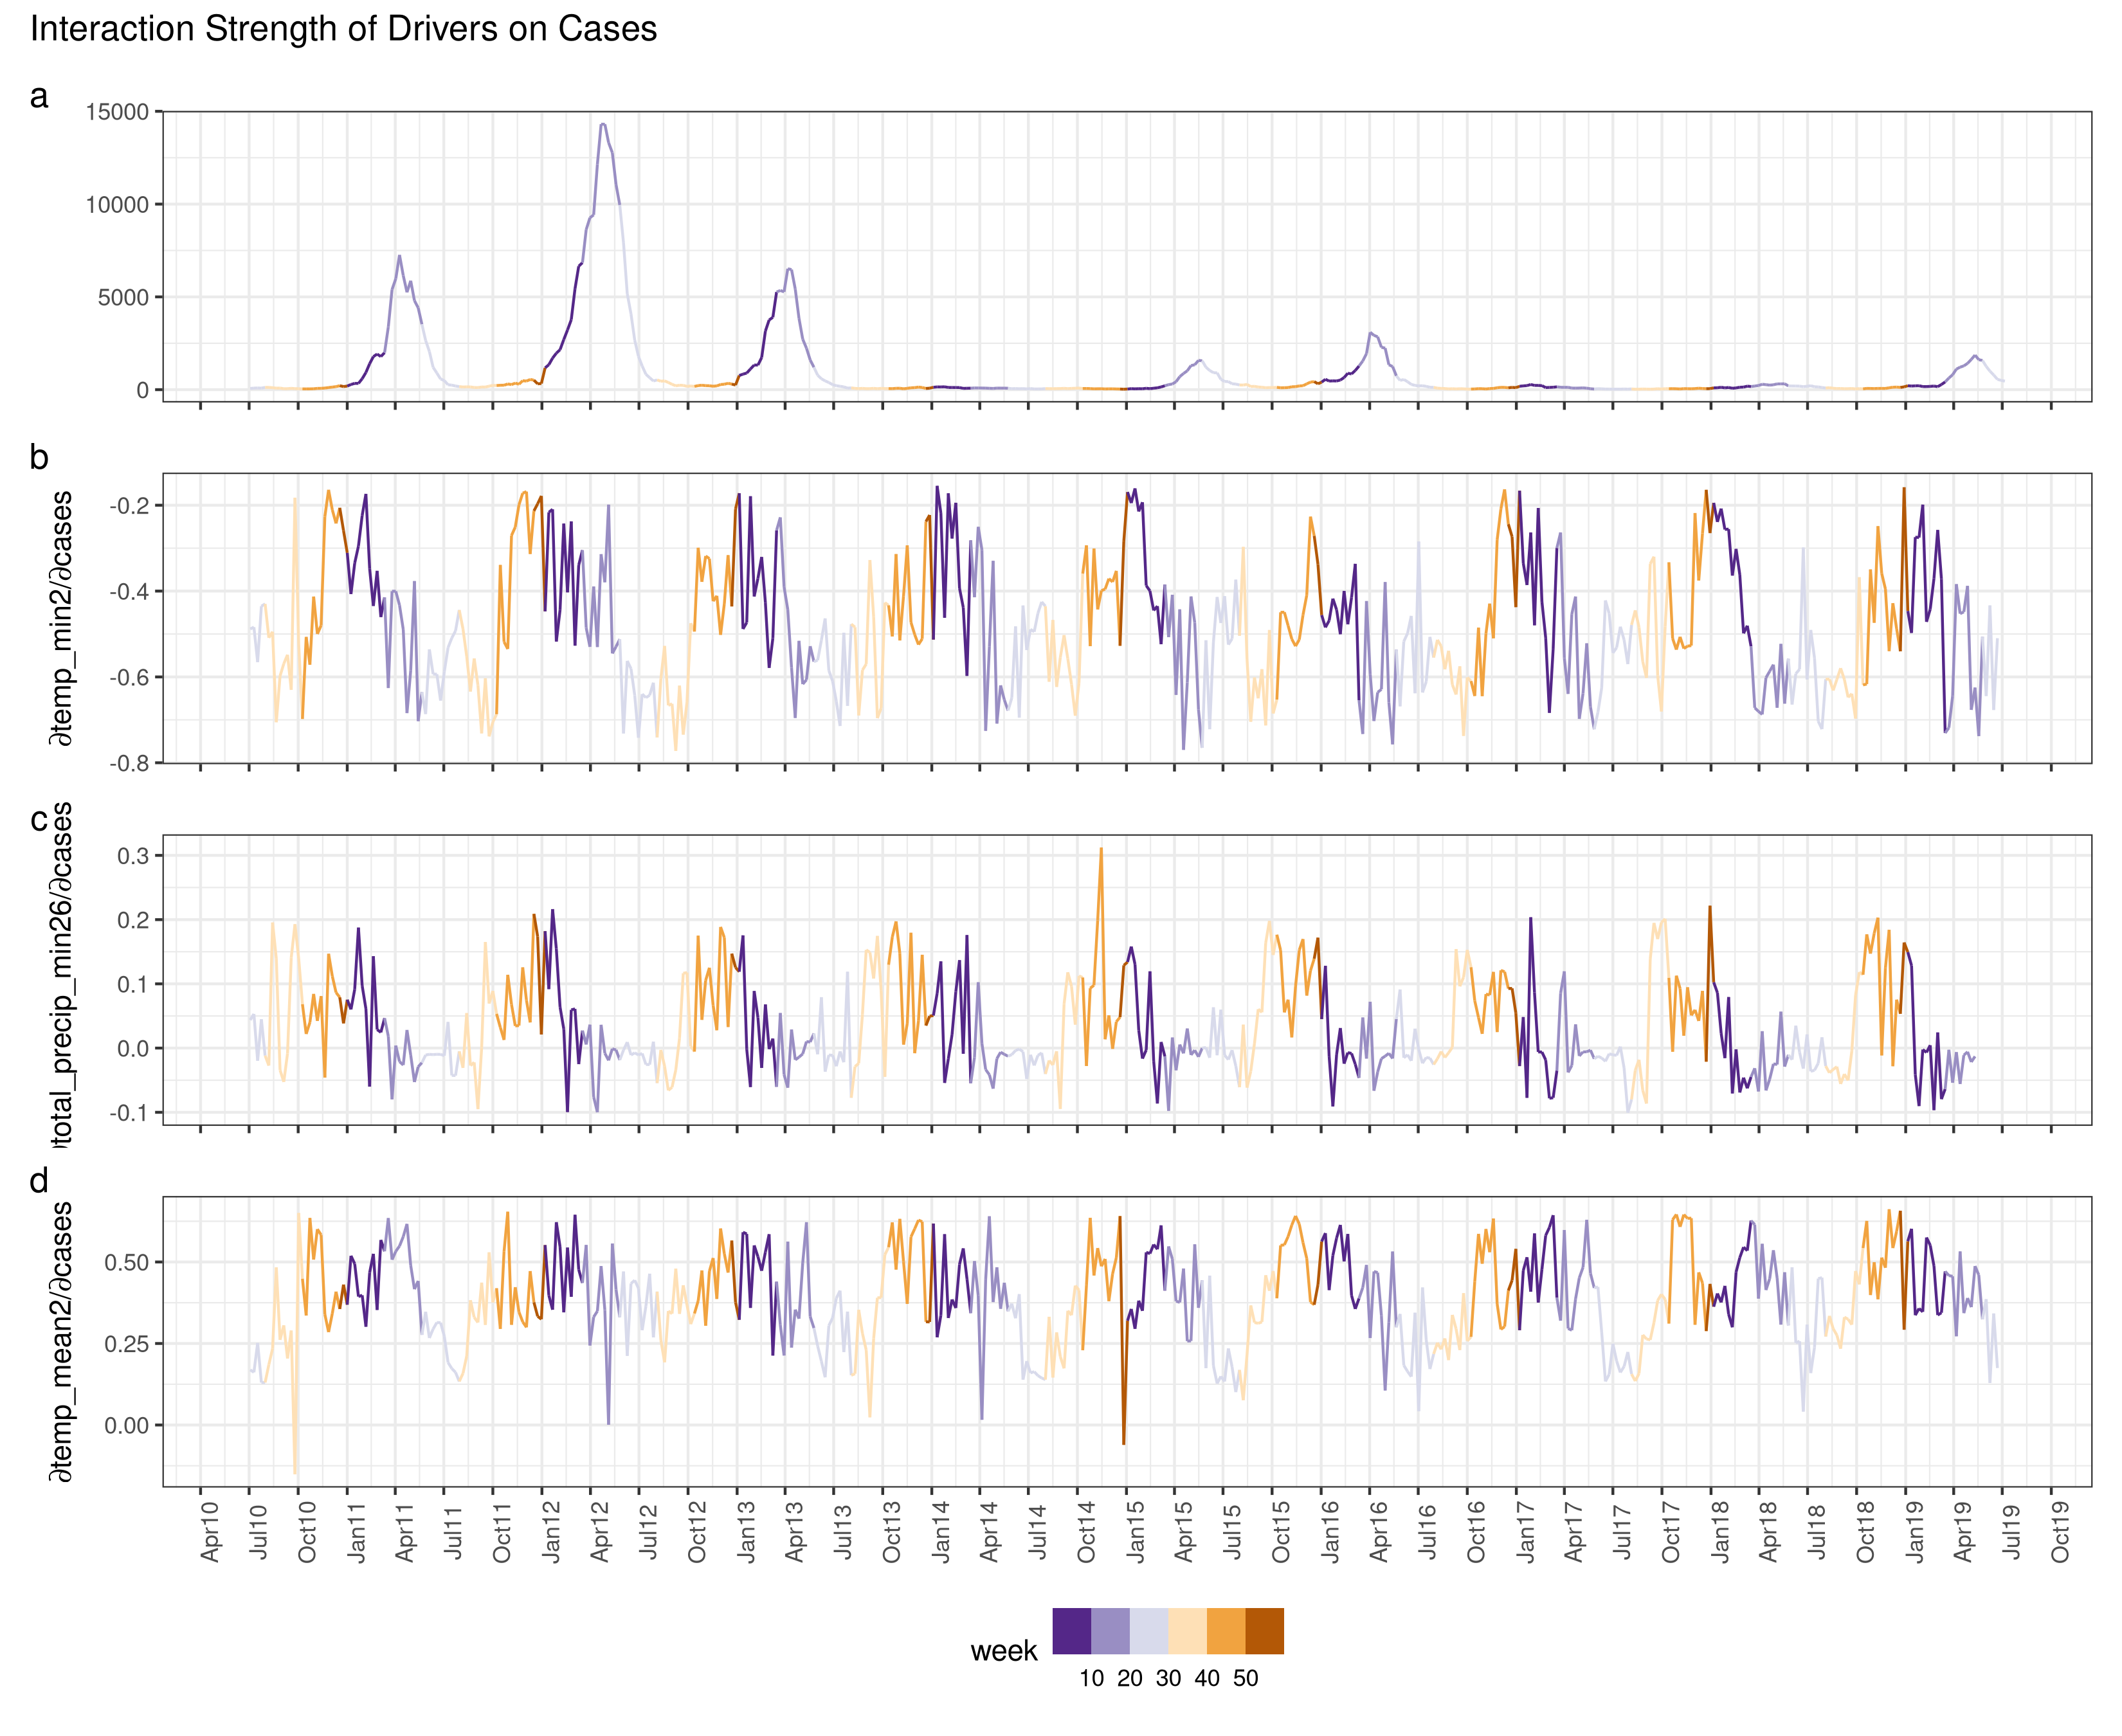 Interaction Strength of Drivers on Cases
a
15000
10000
5000
0
b
∂temp_min2/∂cases
-0.2
-0.4
-0.6
-0.8
c
total_precip_min26/∂cases
0.3
0.2
0.1
0.0
-0.1
d
∂temp_mean2/∂cases
0.50
0.25
0.00
Apr10 Jul10 Oct10 Jan11 Apr11 Jul11 Oct11 Jan12 Apr12 Jul12 Oct12 Jan13 Apr13 Jul13 Oct13 Jan14 Apr14 Jul14 Oct14 Jan15 Apr15 Jul15 Oct15 Jan16 Apr16 Jul16 Oct16 Jan17 Apr17 Jul17 Oct17 Jan18 Apr18 Jul18 Oct18 Jan19 Apr19 Jul19 Oct19
week
10 20 30 40 50